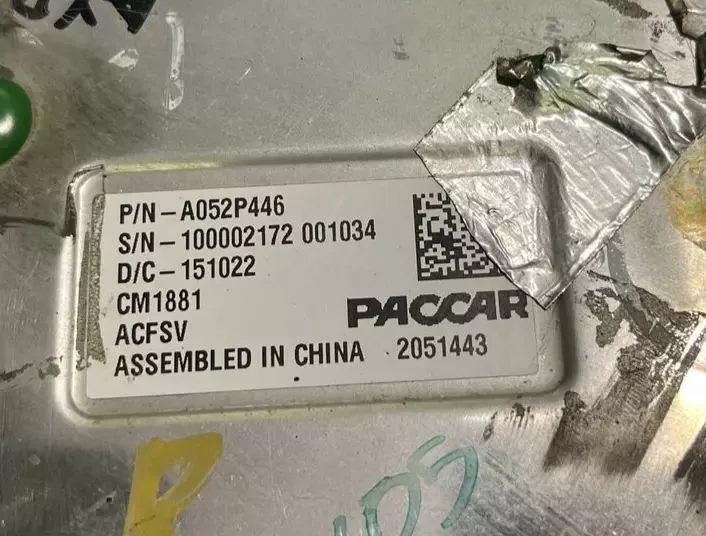 P/N-A052P446
S/N-100002172 001034
D/C-151022
CM1881
PACCAR
ACFSV
ASSEMBLED IN CHINA 2051443
P